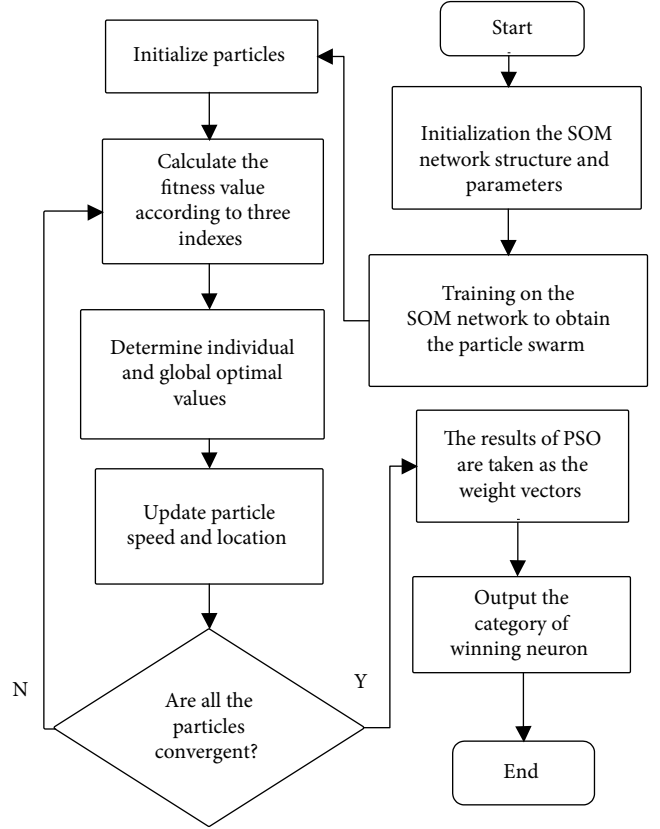 Start
Initialization the SOM
network structure and
parameters
Training on the
SOM network to obtain
the particle swarm
Initialize particles
Calculate the
fitness value
according to three
indexes
Determine individual
and global optimal
values
Update particle
speed and location
Are all the
particles
convergent?
N
Y
The results of PSO
are taken as the
weight vectors
Output the
category of
winning neuron
End